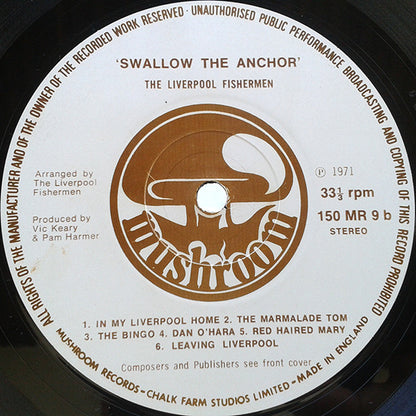 ALL RIGHTS OF THE MANUFACTURER AND OF THE OWNER OF THE RECORDED WORK RESERVED · UNAUTHORISED PUBLIC PERFORMANCE BROADCASTING AND COPYING OF THIS RECORD PROHIBITED
'SWALLOW THE ANCHOR'
THE LIVERPOOL FISHERMEN
Arranged by
The Liverpool
Fishermen
Produced by
Vic Keary
& Pam Harmer
℗ 1971
33⅓ rpm
150 MR 9 b
STEREO
mushroom
1. IN MY LIVERPOOL HOME 2. THE MARMALADE TOM
3. THE BINGO 4. DAN O'HARA 5. RED HAIRED MARY
6. LEAVING LIVERPOOL
Composers and Publishers see front cover
MUSHROOM RECORDS—CHALK FARM STUDIOS LIMITED—MADE IN ENGLAND